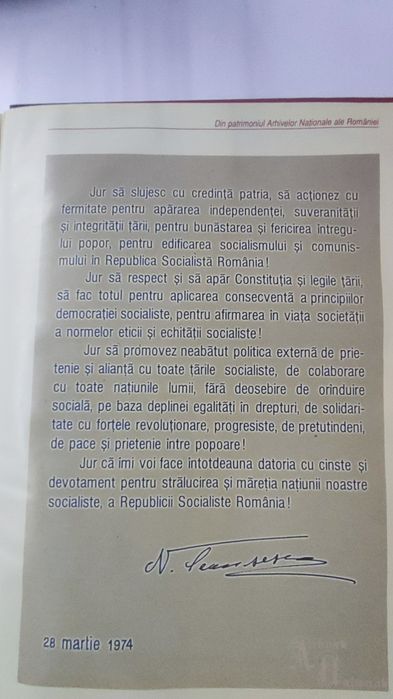 Din patrimoniul Arhivelor Naționale ale României
Jur să slujesc cu credință patria, să acționez cu
fermitate pentru apărarea independenței, suveranității
și integrității țării, pentru bunăstarea și fericirea întregu-
lui popor, pentru edificarea socialismului și comunis-
mului în Republica Socialistă România!
Jur să respect și să apăr Constituția și legile țării,
să fac totul pentru aplicarea consecventă a principiilor
democrației socialiste, pentru afirmarea în viața societății
a normelor eticii și echității socialiste!
Jur să promovez neabătut politica externă de prie-
tenie și alianță cu toate țările socialiste, de colaborare
cu toate națiunile lumii, fără deosebire de orînduire
socială, pe baza deplinei egalități în drepturi, de solidari-
tate cu forțele revoluționare, progresiste, de pretutindeni,
de pace și prietenie între popoare!
Jur că îmi voi face întotdeauna datoria cu cinste și
devotament pentru strălucirea și măreția națiunii noastre
socialiste, a Republicii Socialiste România!
N. Ceaușescu
28 martie 1974